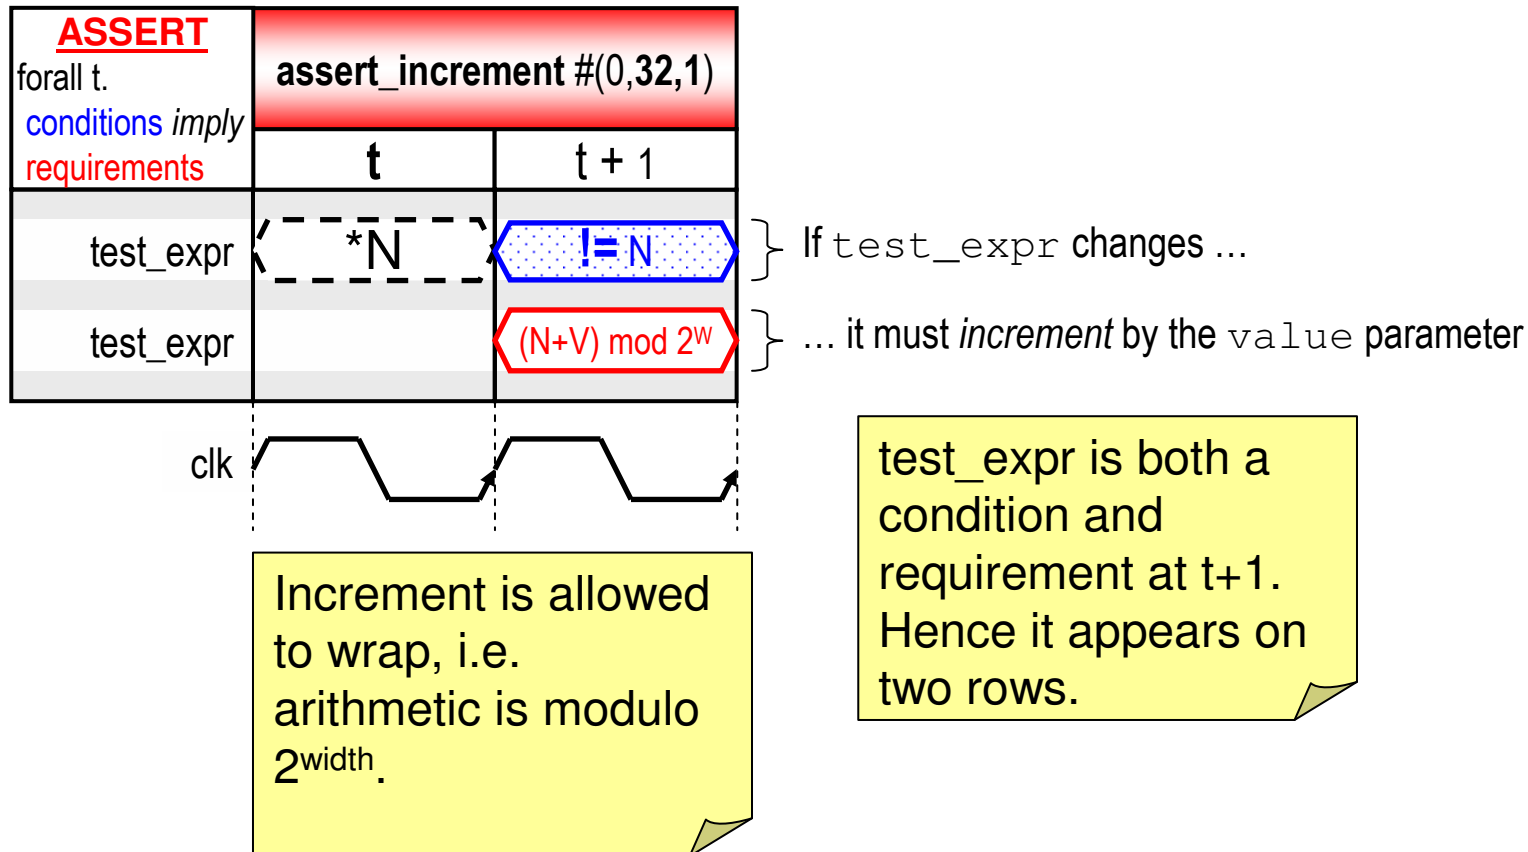 ASSERT
forall t.
conditions imply
requirements
assert_increment #(0,32,1)
t
t + 1
test_expr
*N
!= N
If test_expr changes …
test_expr
(N+V) mod 2ᵂ
… it must increment by the value parameter
clk
Increment is allowed
to wrap, i.e.
arithmetic is modulo
2ʷⁱᵈᵗʰ.
test_expr is both a
condition and
requirement at t+1.
Hence it appears on
two rows.